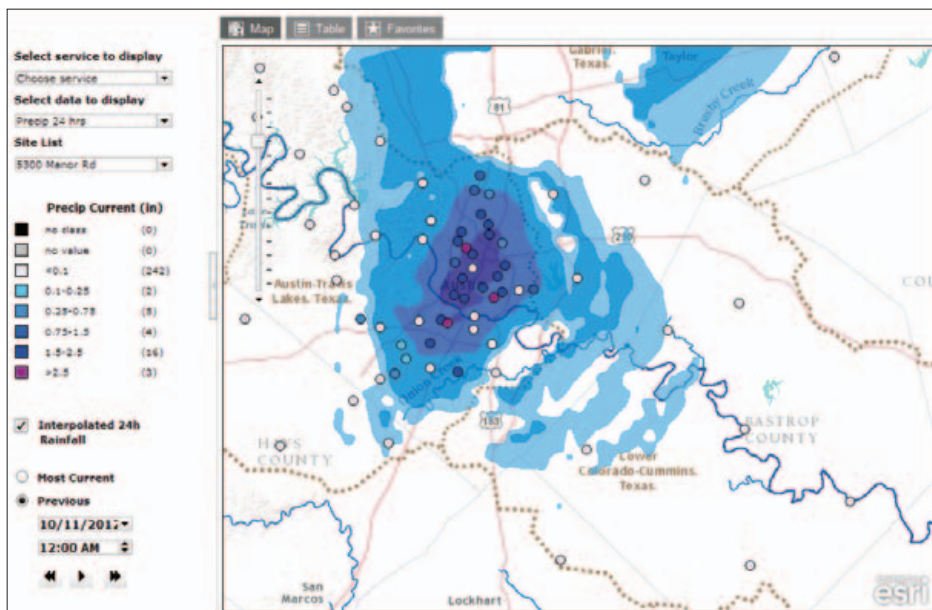 Map
Table
Favorites
Select service to display
Choose service
Select data to display
Precip 24 hrs
Site List
5300 Manor Rd
Precip Current (in)
no class (0)
no value (0)
<0.1 (242)
0.1-0.25 (2)
0.25-0.75 (5)
0.75-1.5 (4)
1.5-2.5 (16)
>2.5 (3)
Interpolated 24h
Rainfall
Most Current
Previous
10/11/2012
12:00 AM
Gabriel.
Texas.
Taylor
Brushy Creek
81
290
Austin-Travis
Lakes. Texas.
Onion Creek
183
HAYS
COUNTY
BASTROP
COUNTY
COU
Lower
Colorado-Cummins.
Texas.
San
Marcos
Lockhart
esri